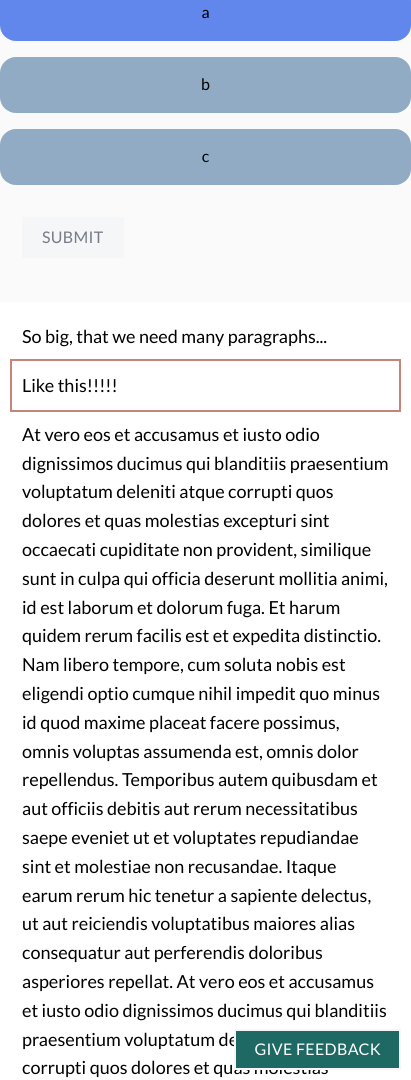 a
b
c
SUBMIT
So big, that we need many paragraphs...
Like this!!!!!
At vero eos et accusamus et iusto odio
dignissimos ducimus qui blanditiis praesentium
voluptatum deleniti atque corrupti quos
dolores et quas molestias excepturi sint
occaecati cupiditate non provident, similique
sunt in culpa qui officia deserunt mollitia animi,
id est laborum et dolorum fuga. Et harum
quidem rerum facilis est et expedita distinctio.
Nam libero tempore, cum soluta nobis est
eligendi optio cumque nihil impedit quo minus
id quod maxime placeat facere possimus,
omnis voluptas assumenda est, omnis dolor
repellendus. Temporibus autem quibusdam et
aut officiis debitis aut rerum necessitatibus
saepe eveniet ut et voluptates repudiandae
sint et molestiae non recusandae. Itaque
earum rerum hic tenetur a sapiente delectus,
ut aut reiciendis voluptatibus maiores alias
consequatur aut perferendis doloribus
asperiores repellat. At vero eos et accusamus
et iusto odio dignissimos ducimus qui blanditiis
praesentium voluptatum
corrupti quos dolores et quas molestias
GIVE FEEDBACK